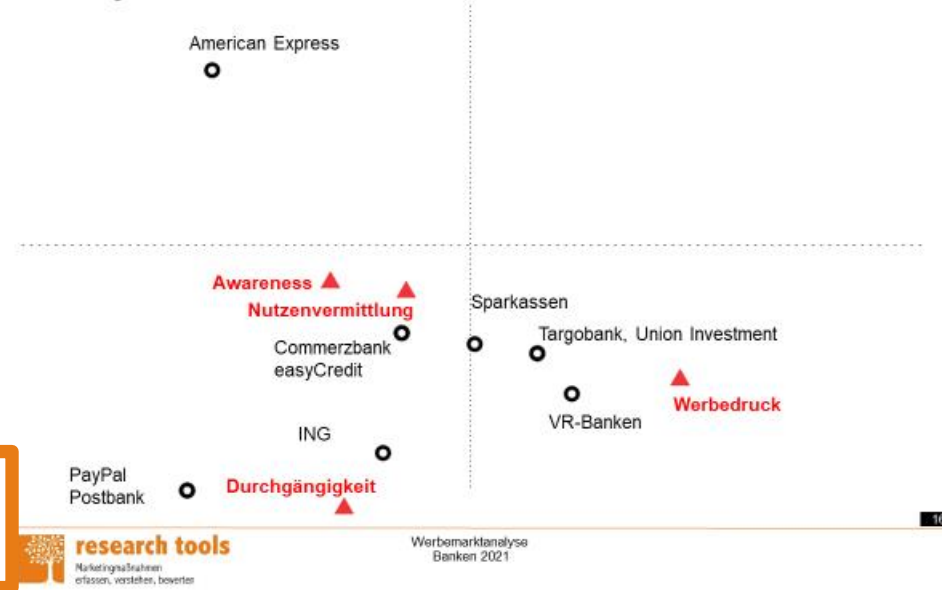 American Express
Awareness
Nutzenvermittlung
Sparkassen
Commerzbank
easyCredit
Targobank, Union Investment
Werbedruck
VR-Banken
ING
PayPal
Postbank
Durchgängigkeit
16
research tools
Marketingmaßnahmen
erfassen, verstehen, bewerten
Werbemarktanalyse
Banken 2021